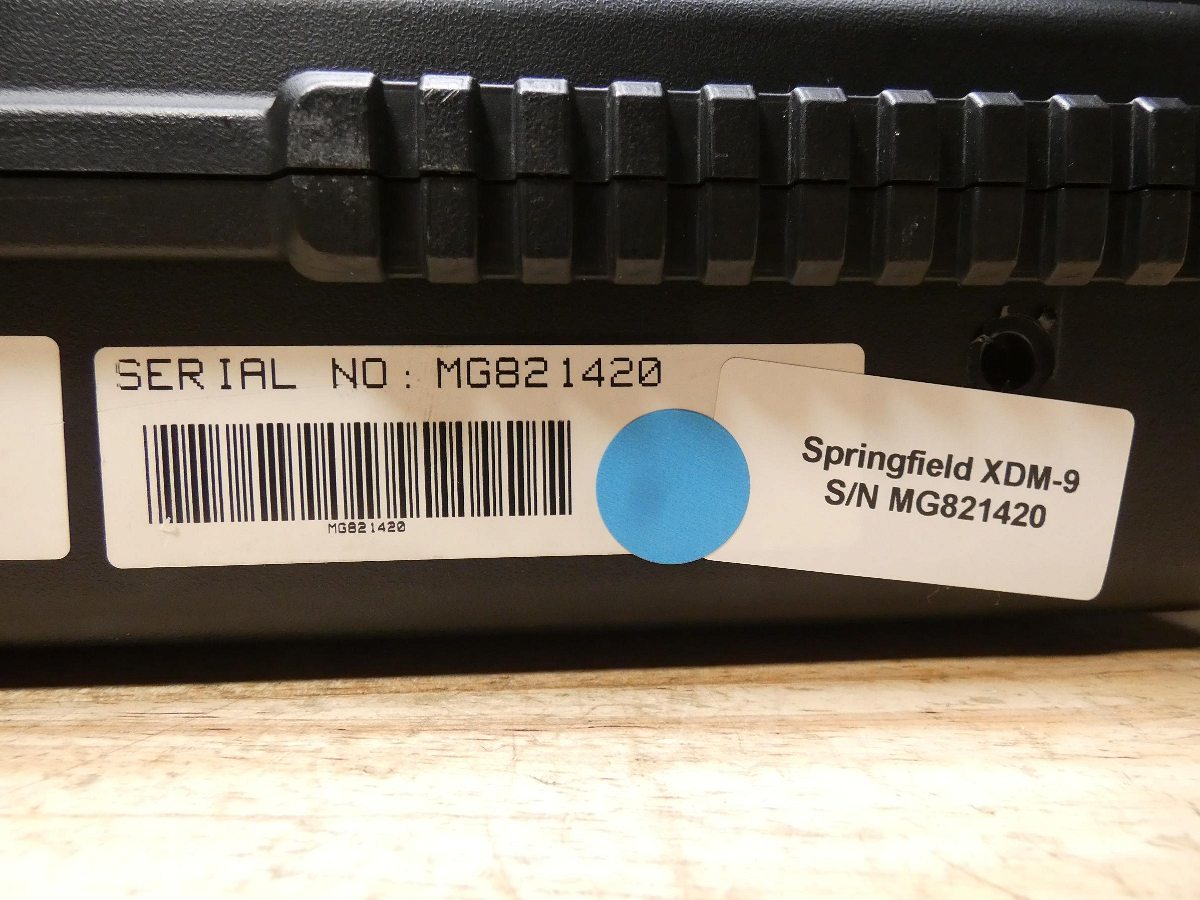 SERIAL NO: MG821420
MG821420
Springfield XDM-9
S/N MG821420